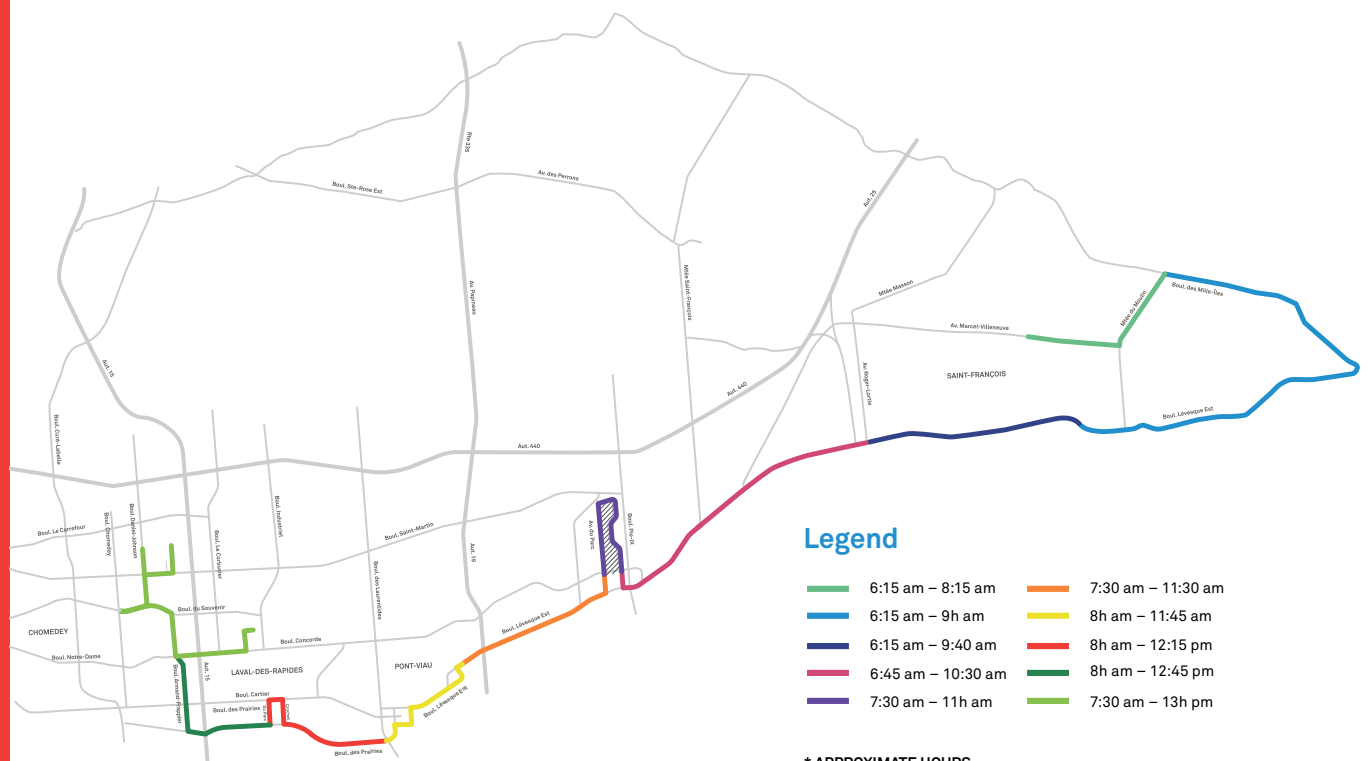 Rte 335
Boul. Ste-Rose Est
Av. des Perrons
Aut. 25
Av. Papineau
Mtée Saint-François
Mtée Masson
Boul. des Mille-Îles
Mtée du Moulin
Av. Marcel-Villeneuve
Aut. 15
Av. Roger-Lortie
SAINT-FRANÇOIS
Aut. 440
Boul. Lévesque Est
Boul. Curé-Labelle
Aut. 440
Boul. Le Carrefour
Boul. Chomedey
Boul. Daniel-Johnson
Boul. Le Corbusier
Boul. Industriel
Boul. Saint-Martin
Aut. 19
Av. du Parc
Boul. Pie-IX
Boul. des Laurentides
Boul. du Souvenir
Boul. Lévesque Est
CHOMEDEY
Boul. Concorde
Boul. Notre-Dame
LAVAL-DES-RAPIDES
PONT-VIAU
Aut. 15
Boul. Armand-Frappier
Boul. Cartier
Boul. des Prairies
Boul. Lévesque Est
Boul. des Prairies
Legend
6:15 am – 8:15 am
6:15 am – 9h am
6:15 am – 9:40 am
6:45 am – 10:30 am
7:30 am – 11h am
7:30 am – 11:30 am
8h am – 11:45 am
8h am – 12:15 pm
8h am – 12:45 pm
7:30 am – 13h pm
* APPROXIMATE HOURS